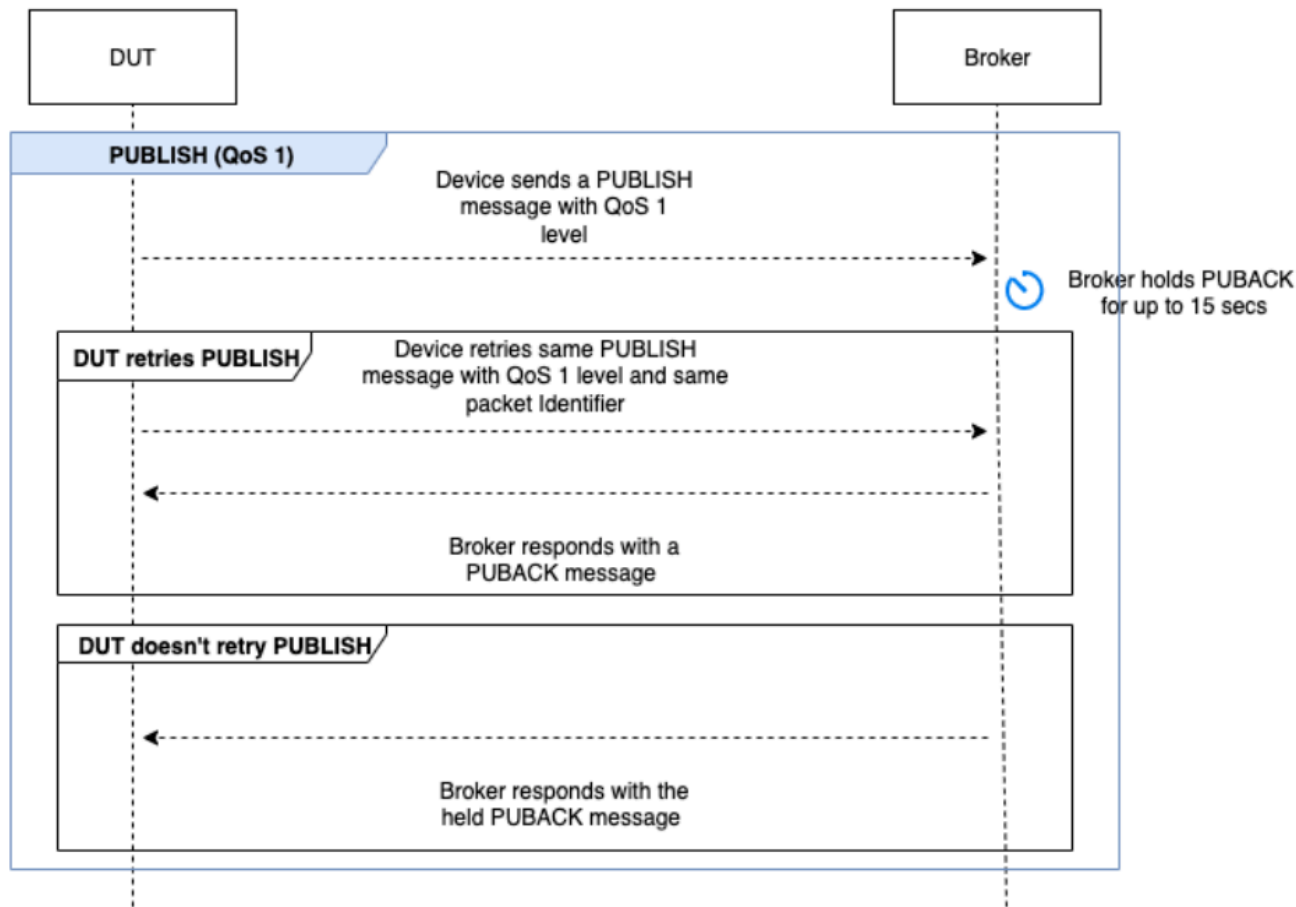 DUT
Broker
PUBLISH (QoS 1)
Device sends a PUBLISH
message with QoS 1
level
Broker holds PUBACK
for up to 15 secs
DUT retries PUBLISH
Device retries same PUBLISH
message with QoS 1 level and same
packet Identifier
Broker responds with a
PUBACK message
DUT doesn't retry PUBLISH
Broker responds with the
held PUBACK message